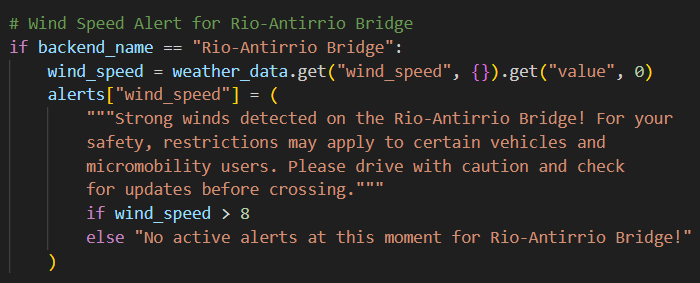 # Wind Speed Alert for Rio-Antirrio Bridge
if backend_name == "Rio-Antirrio Bridge":
    wind_speed = weather_data.get("wind_speed", {}).get("value", 0)
    alerts["wind_speed"] = (
        """Strong winds detected on the Rio-Antirrio Bridge! For your
        safety, restrictions may apply to certain vehicles and
        micromobility users. Please drive with caution and check
        for updates before crossing."""
        if wind_speed > 8
        else "No active alerts at this moment for Rio-Antirrio Bridge!"
    )